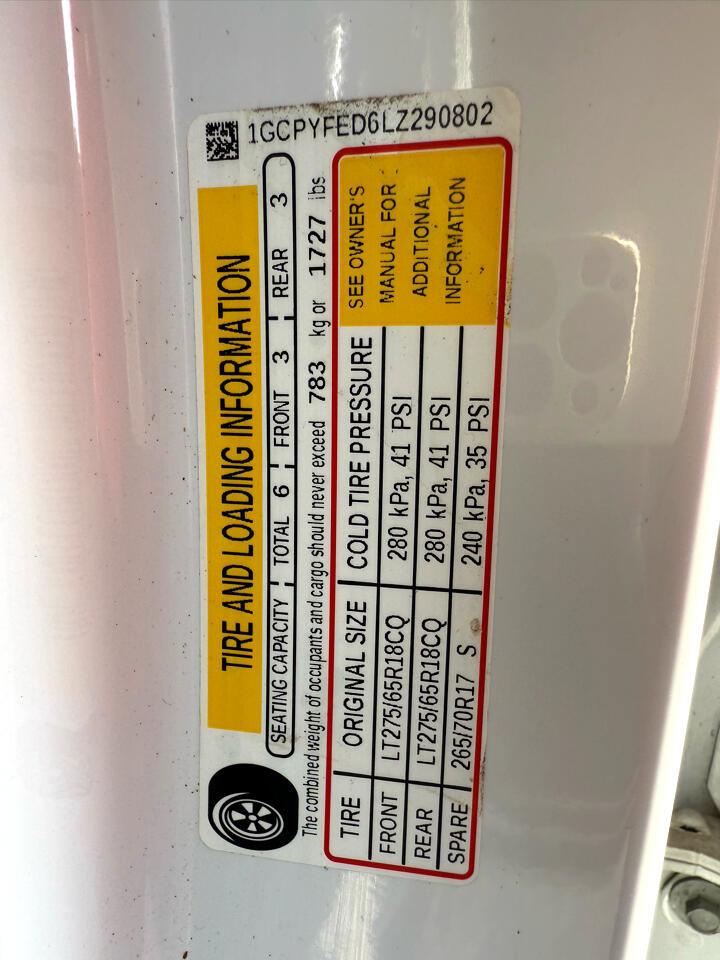 1GCPYFED6LZ290802
TIRE AND LOADING INFORMATION
SEATING CAPACITY TOTAL 6 FRONT 3 REAR 3
The combined weight of occupants and cargo should never exceed 783 kg or 1727 lbs
TIRE ORIGINAL SIZE COLD TIRE PRESSURE
FRONT LT275/65R18CQ 280 kPa, 41 PSI
REAR LT275/65R18CQ 280 kPa, 41 PSI
SPARE 265/70R17 S 240 kPa, 35 PSI
SEE OWNER'S
MANUAL FOR
ADDITIONAL
INFORMATION